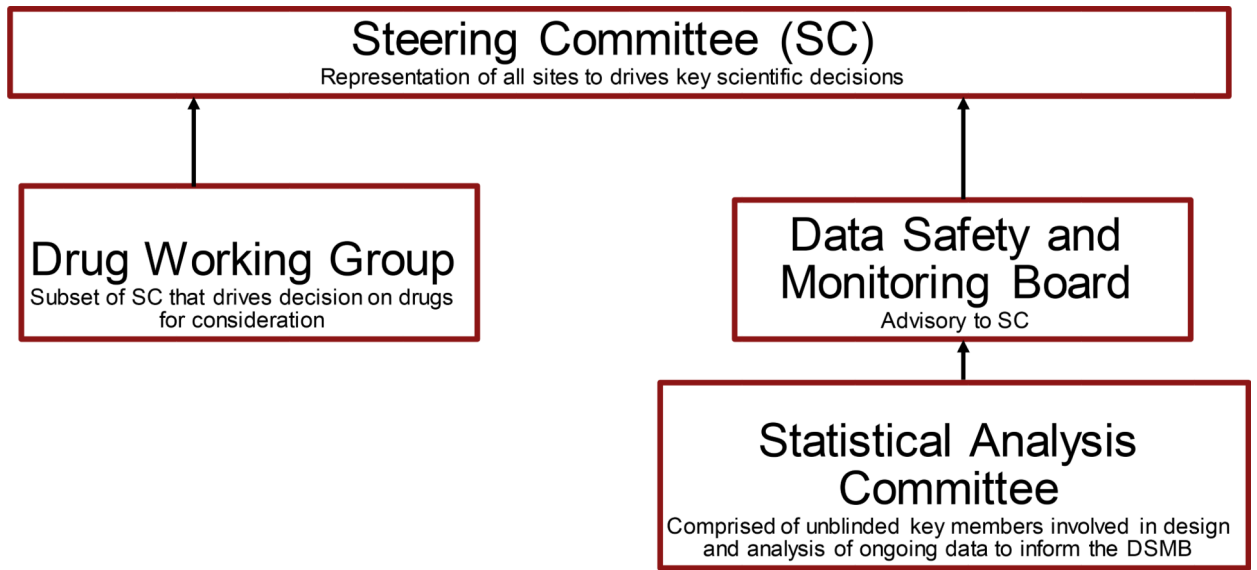 Steering Committee (SC)
Representation of all sites to drives key scientific decisions
Drug Working Group
Subset of SC that drives decision on drugs
for consideration
Data Safety and
Monitoring Board
Advisory to SC
Statistical Analysis
Committee
Comprised of unblinded key members involved in design
and analysis of ongoing data to inform the DSMB